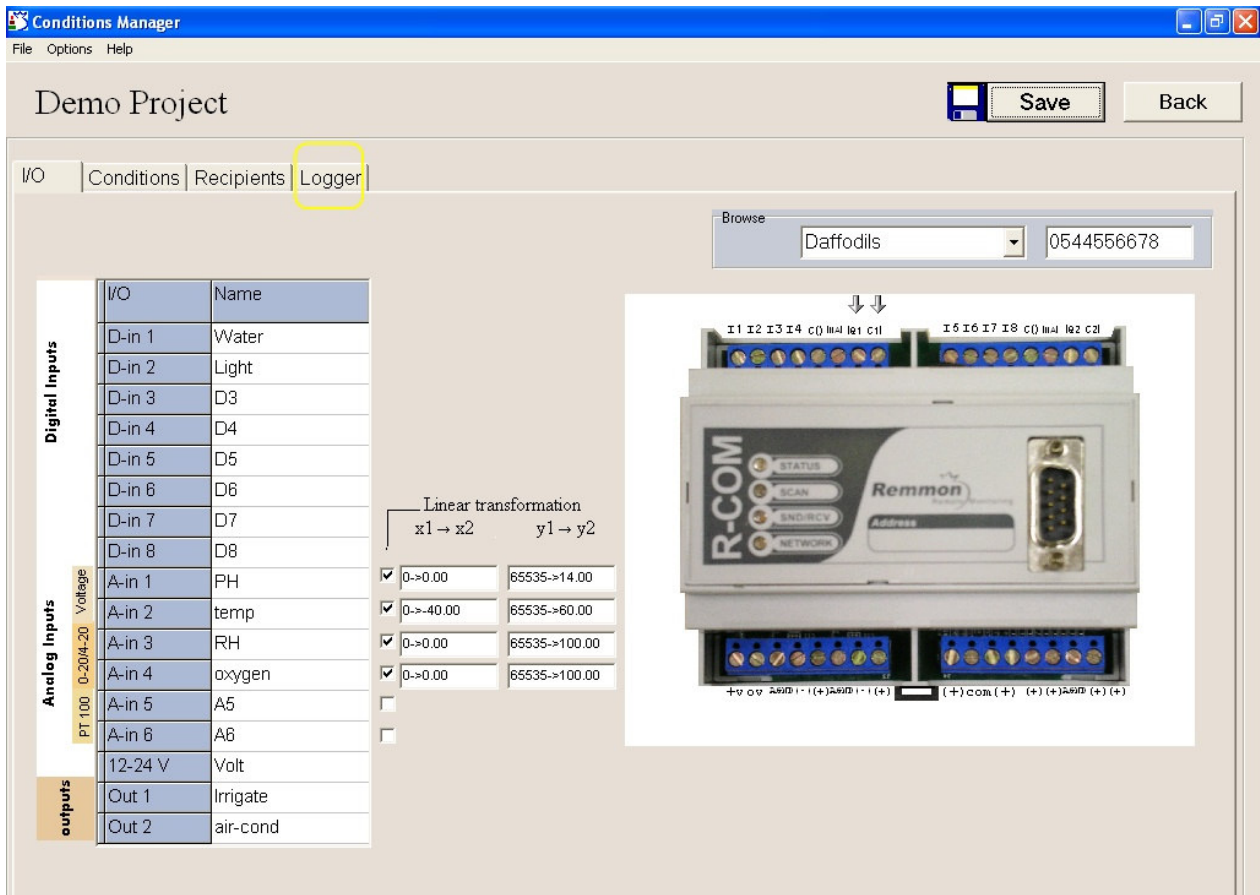 Conditions Manager
File Options Help
Demo Project
Save
Back
I/O
Conditions
Recipients
Logger
Browse
Daffodils
0544556678
I/O Name
Digital Inputs
D-in 1 Water
D-in 2 Light
D-in 3 D3
D-in 4 D4
D-in 5 D5
D-in 6 D6
D-in 7 D7
D-in 8 D8
Linear transformation
x1→x2 y1→y2
Analog Inputs
Voltage
0-20/4-20
PT 100
A-in 1 PH 0->0.00 65535->14.00
A-in 2 temp 0->-40.00 65535->60.00
A-in 3 RH 0->0.00 65535->100.00
A-in 4 oxygen 0->0.00 65535->100.00
A-in 5 A5
A-in 6 A6
12-24 V Volt
outputs
Out 1 Irrigate
Out 2 air-cond
I1 I2 I3 I4
I5 I6 I7 I8
R-COM
STATUS
SCAN
SND/RCV
NETWORK
Remmon
Address
(+)com(+)